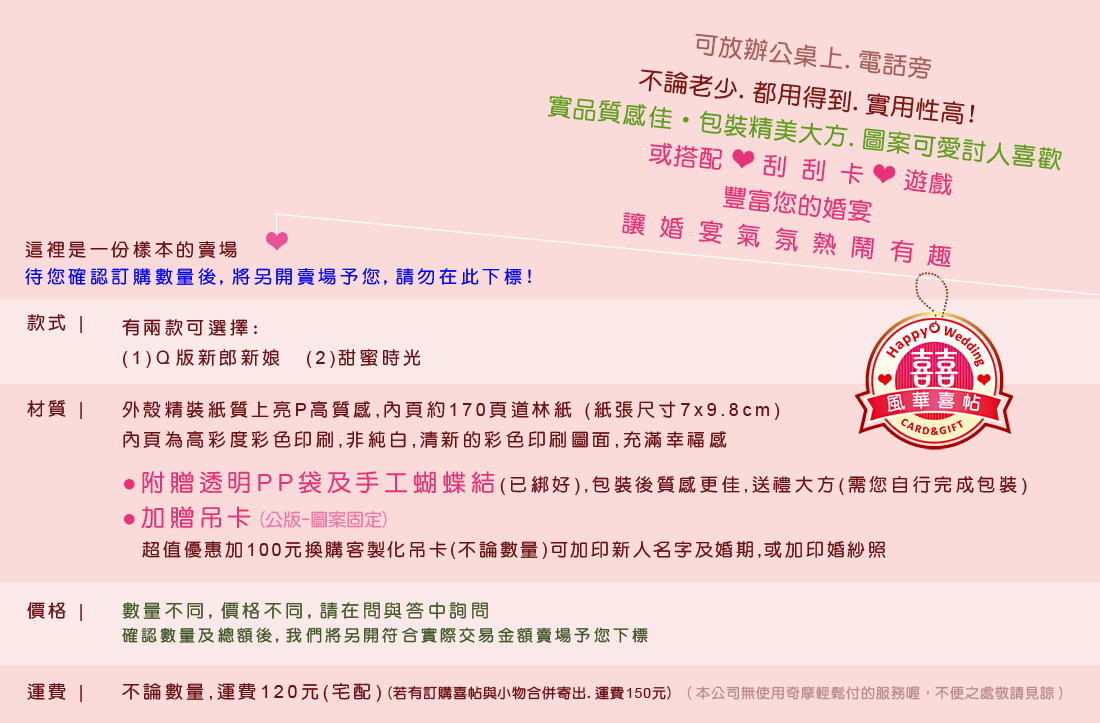 可放辦公桌上. 電話旁
不論老少. 都用得到. 實用性高!
實品質感佳・包裝精美大方. 圖案可愛討人喜歡
或搭配❤刮 刮 卡❤遊戲
豐富您的婚宴
讓 婚 宴 氣 氛 熱 鬧 有 趣
這裡是一份樣本的賣場
待您確認訂購數量後, 將另開賣場予您, 請勿在此下標!
款式 | 有兩款可選擇:
(1)Q版新郎新娘 (2)甜蜜時光
Happy Wedding
囍
風華喜帖
CARD&GIFT
材質 | 外殼精裝紙質上亮P高質感,內頁約170頁道林紙 (紙張尺寸7x9.8cm)
內頁為高彩度彩色印刷,非純白,清新的彩色印刷圖面,充滿幸福感
●附贈透明PP袋及手工蝴蝶結(已綁好),包裝後質感更佳,送禮大方(需您自行完成包裝)
●加贈吊卡(公版-圖案固定)
超值優惠加100元換購客製化吊卡(不論數量)可加印新人名字及婚期,或加印婚紗照
價格 | 數量不同, 價格不同, 請在問與答中詢問
確認數量及總額後, 我們將另開符合實際交易金額賣場予您下標
運費 | 不論數量,運費120元(宅配)(若有訂購喜帖與小物合併寄出. 運費150元) (本公司無使用奇摩輕鬆付的服務喔，不便之處敬請見諒)